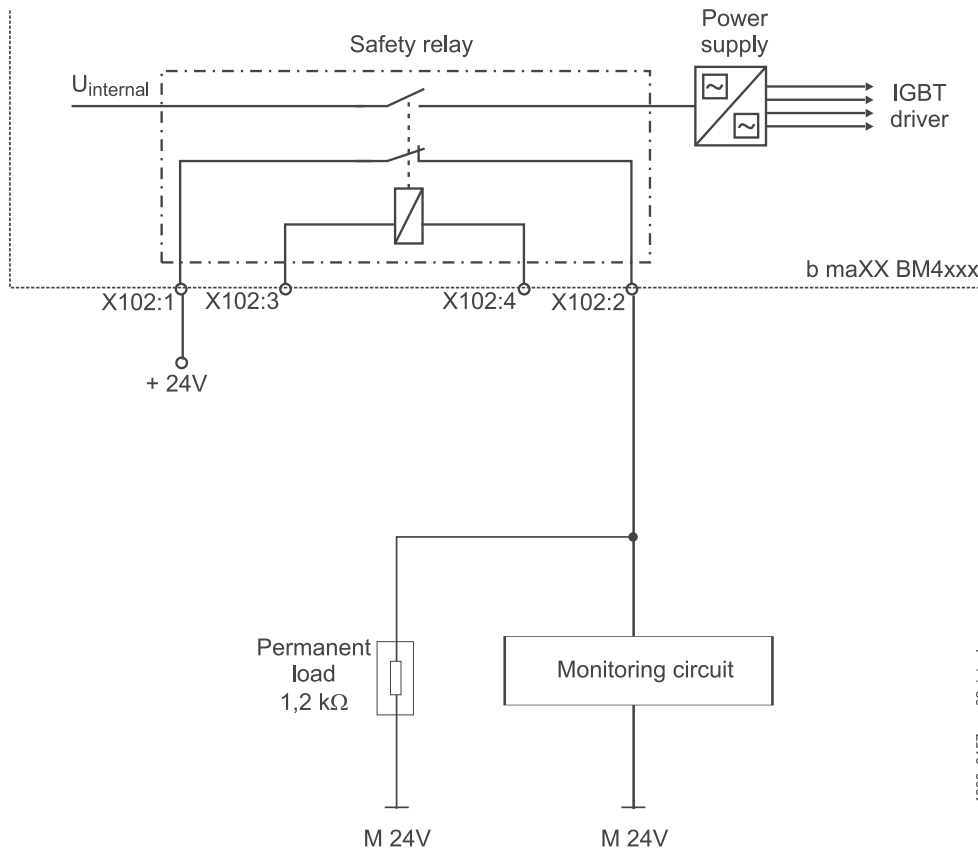 Power
supply
Safety relay
Uinternal
IGBT
driver
b maXX BM4xxx
X102:1
X102:3
X102:4
X102:2
+ 24V
Permanent
load
1,2 kΩ
Monitoring circuit
M 24V
M 24V